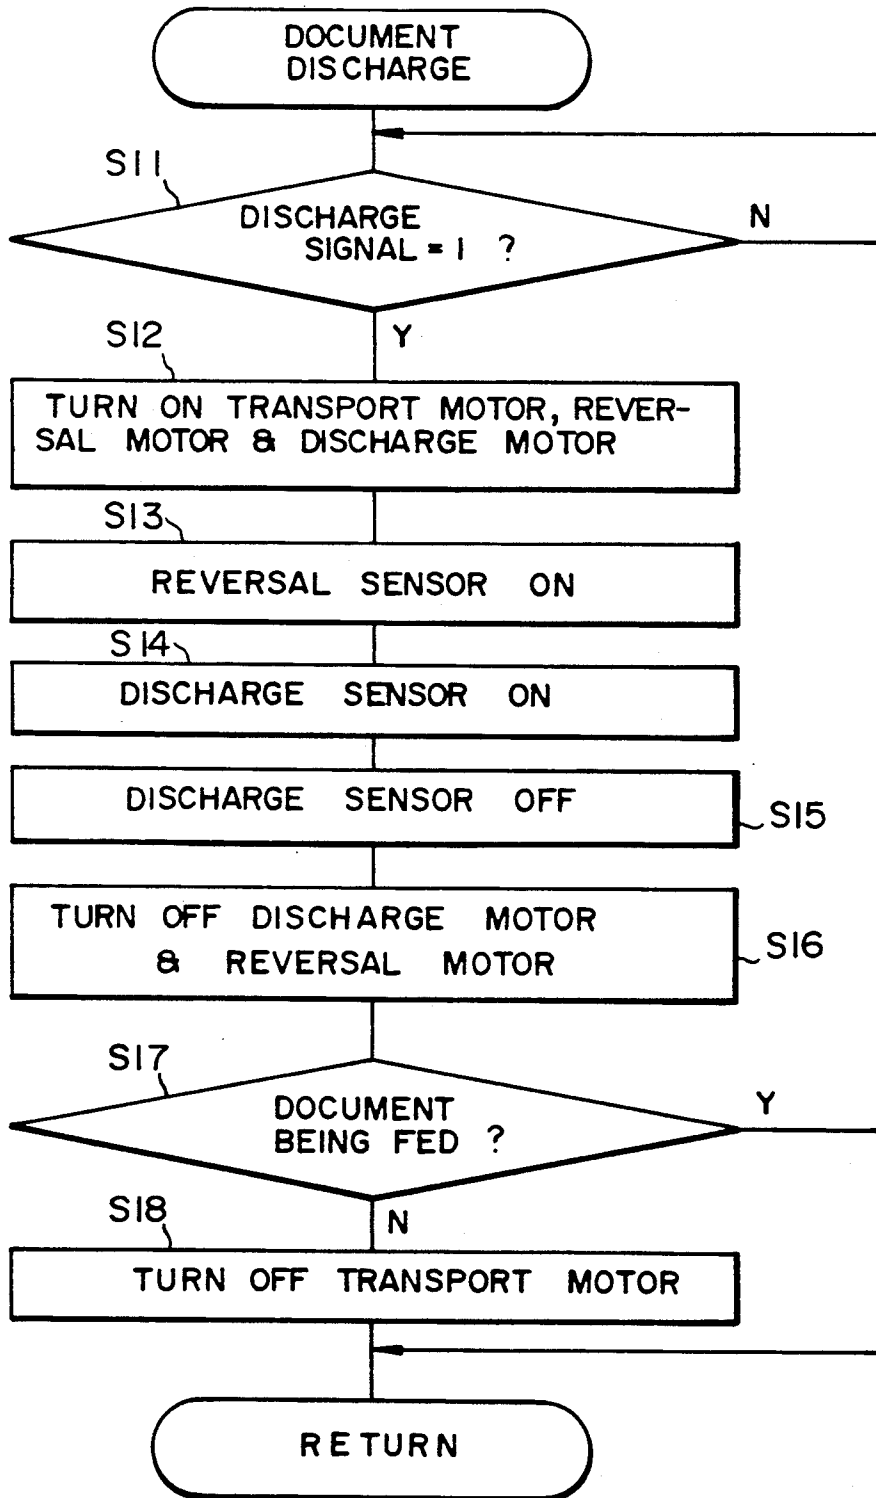 DOCUMENT
DISCHARGE
S11
DISCHARGE
SIGNAL = 1 ?
N
Y
S12
TURN ON TRANSPORT MOTOR, REVER-
SAL MOTOR & DISCHARGE MOTOR
S13
REVERSAL SENSOR ON
S14
DISCHARGE SENSOR ON
DISCHARGE SENSOR OFF
S15
TURN OFF DISCHARGE MOTOR
& REVERSAL MOTOR
S16
S17
DOCUMENT
BEING FED ?
Y
N
S18
TURN OFF TRANSPORT MOTOR
RETURN